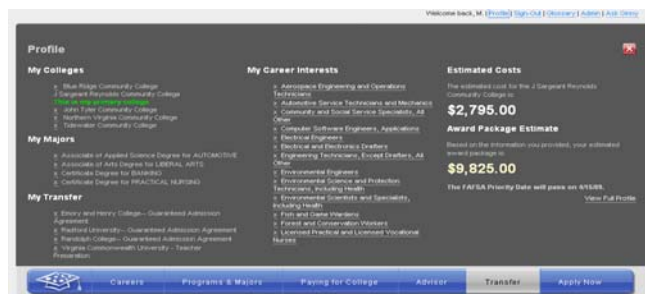 Welcome back, M. | Profile | Sign-Out | Glossary | Admin | Ask Ginny
Profile
My Colleges
x Blue Ridge Community College
J Sargeant Reynolds Community College
This is my primary college
x John Tyler Community College
x Northern Virginia Community College
x Tidewater Community College
My Majors
x Associate of Applied Science Degree for AUTOMOTIVE
x Associate of Arts Degree for LIBERAL ARTS
x Certificate Degree for BANKING
x Certificate Degree for PRACTICAL NURSING
My Transfer
x Emory and Henry College-- Guaranteed Admission
Agreement
x Radford University-- Guaranteed Admission Agreement
x Randolph College-- Guaranteed Admission Agreement
x Virginia Commonwealth University - Teacher
Preparation
My Career Interests
x Aerospace Engineering and Operations
Technicians
x Automotive Service Technicians and Mechanics
x Community and Social Service Specialists, All
Other
x Computer Software Engineers, Applications
x Electrical Engineers
x Electrical and Electronics Drafters
x Engineering Technicians, Except Drafters, All
Other
x Environmental Engineers
x Environmental Science and Protection
Technicians, Including Health
x Environmental Scientists and Specialists,
Including Health
x Fish and Game Wardens
x Forest and Conservation Workers
x Licensed Practical and Licensed Vocational
Nurses
Estimated Costs
The estimated cost for the J Sargeant Reynolds
Community College is:
$2,795.00
Award Package Estimate
Based on the information you provided, your estimated
award package is:
$9,825.00
The FAFSA Priority Date will pass on
View Full Profile
Careers
Programs & Majors
Paying for College
Advisor
Transfer
Apply Now